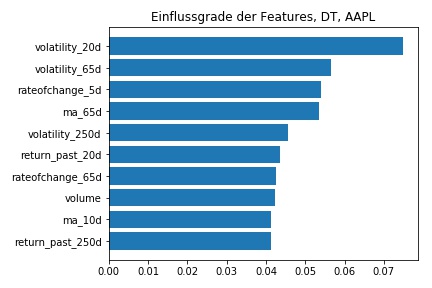 Einflussgrade der Features, DT, AAPL
volatility_20d
volatility_65d
rateofchange_5d
ma_65d
volatility_250d
return_past_20d
rateofchange_65d
volume
ma_10d
return_past_250d
0.00 0.01 0.02 0.03 0.04 0.05 0.06 0.07